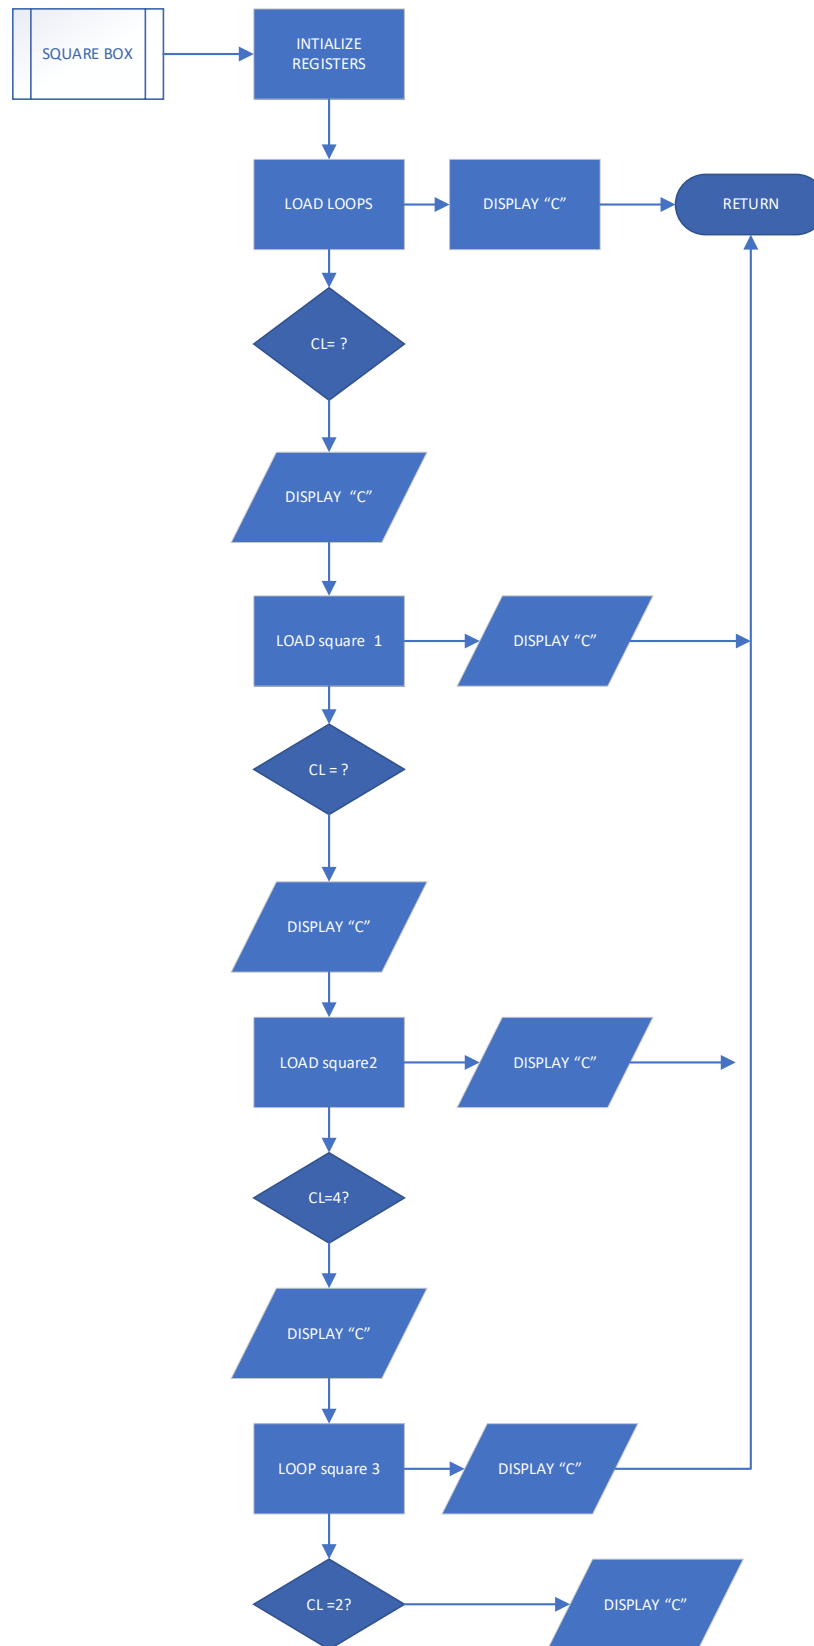 SQUARE BOX
INTIALIZE
REGISTERS
LOAD LOOPS
DISPLAY “C”
RETURN
CL= ?
DISPLAY “C”
LOAD square 1
DISPLAY “C”
CL = ?
DISPLAY “C”
LOAD square2
DISPLAY “C”
CL=4?
DISPLAY “C”
LOOP square 3
DISPLAY “C”
CL =2?
DISPLAY “C”